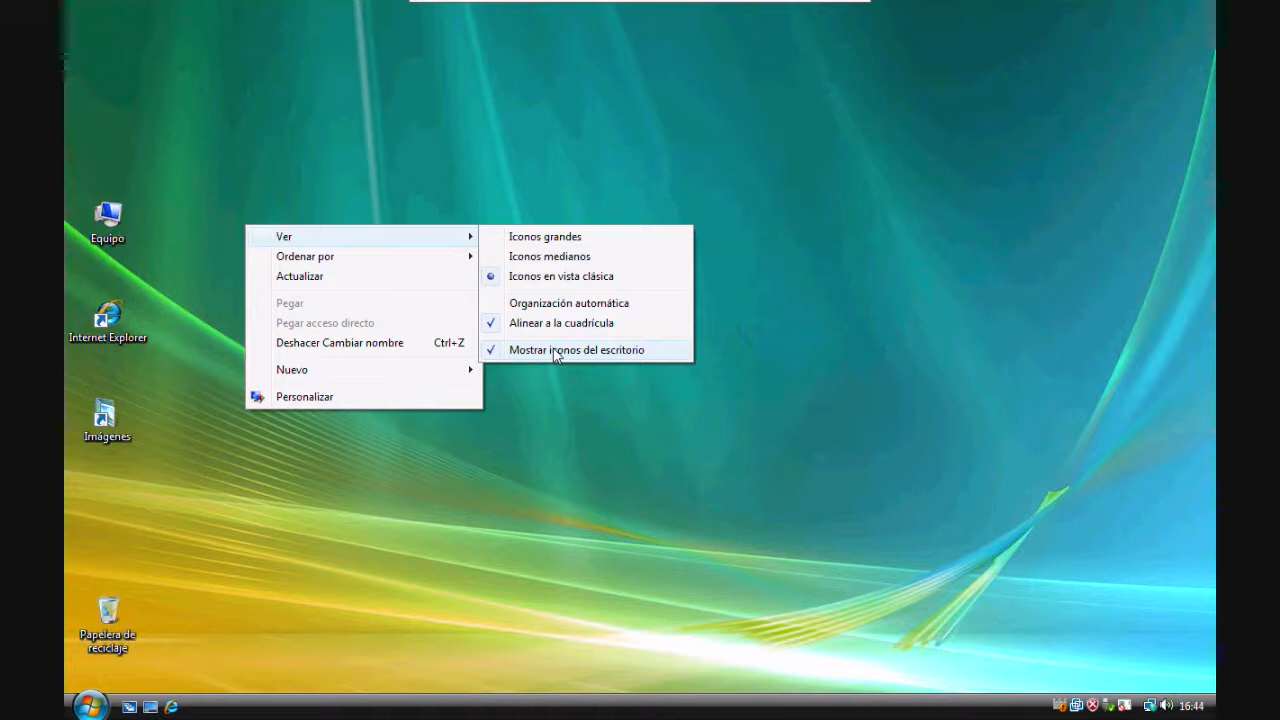 Equipo
Internet Explorer
Imágenes
Papelera de
reciclaje
Ver
Ordenar por
Actualizar
Pegar
Pegar acceso directo
Deshacer Cambiar nombre Ctrl+Z
Nuevo
Personalizar
Iconos grandes
Iconos medianos
Iconos en vista clásica
Organización automática
Alinear a la cuadrícula
Mostrar iconos del escritorio
16:44